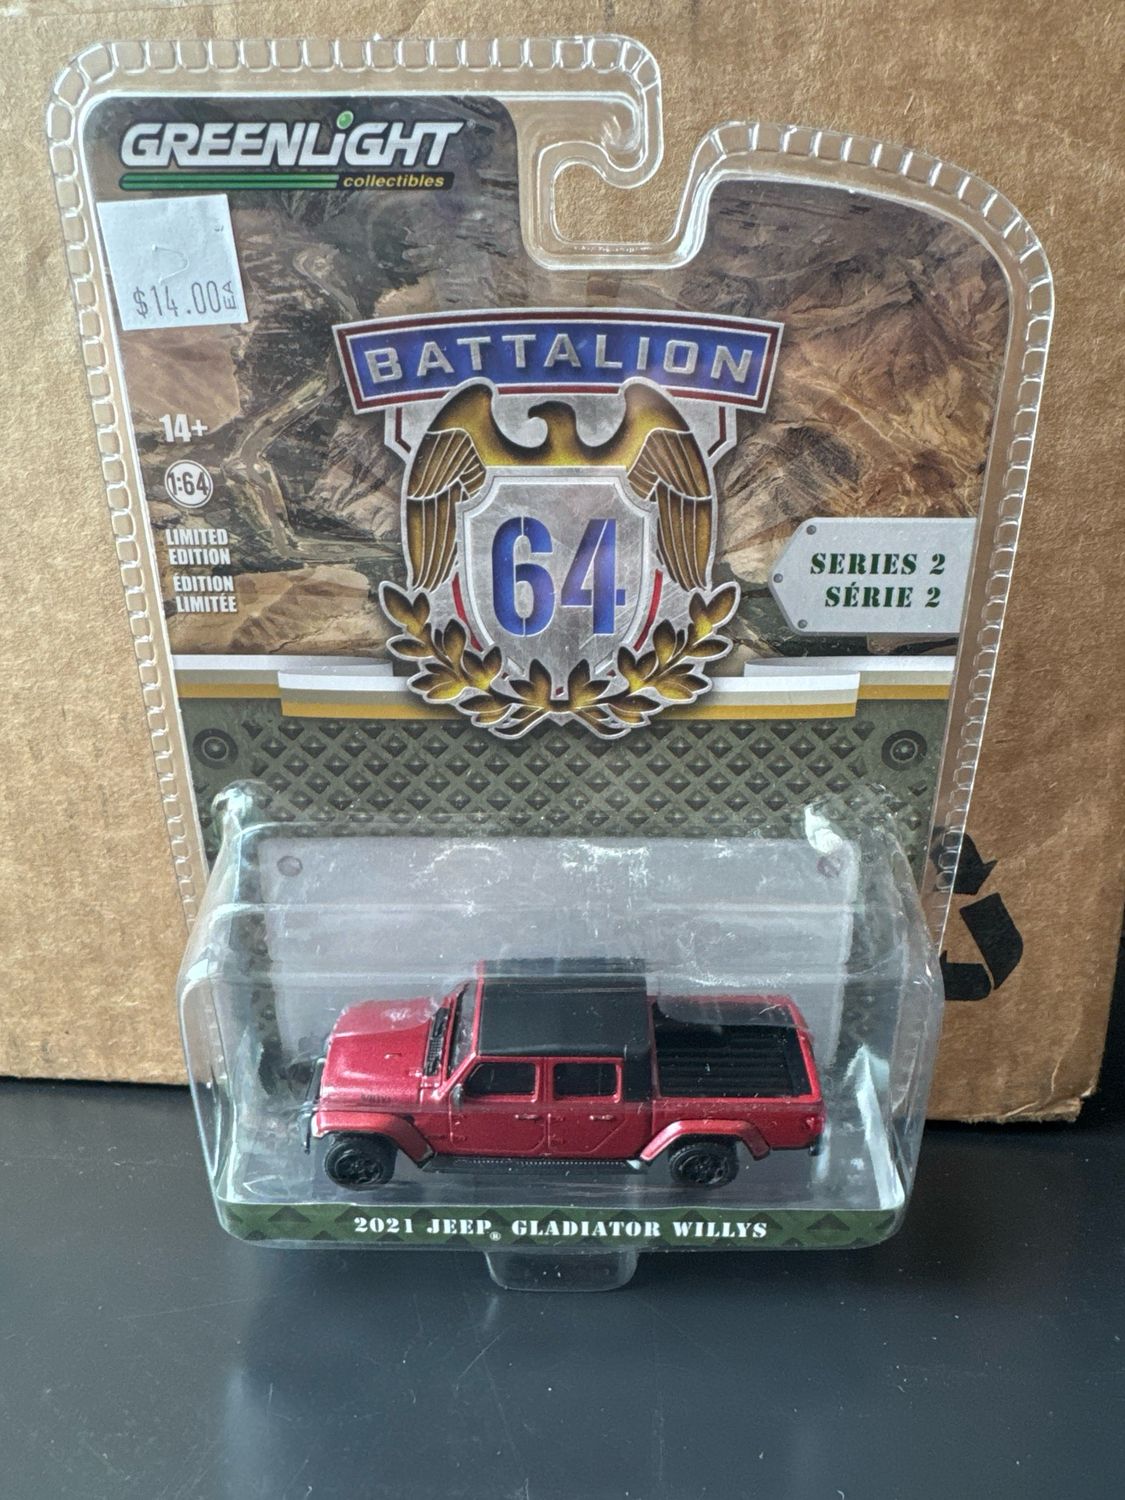 GREENLIGHT
collectibles
$14.00 EA
BATTALION
64
14+
1:64
LIMITED
EDITION
ÉDITION
LIMITÉE
SERIES 2
SÉRIE 2
2021 JEEP® GLADIATOR WILLYS